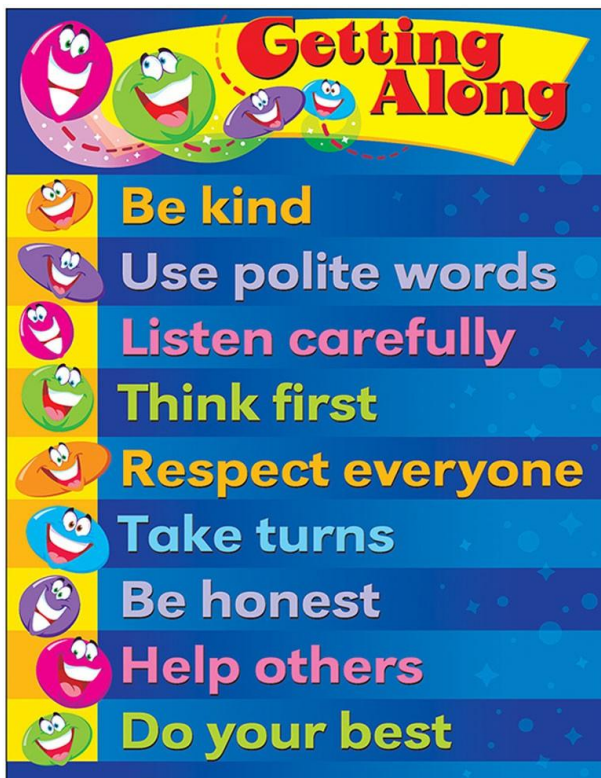 Getting
Along
Be kind
Use polite words
Listen carefully
Think first
Respect everyone
Take turns
Be honest
Help others
Do your best